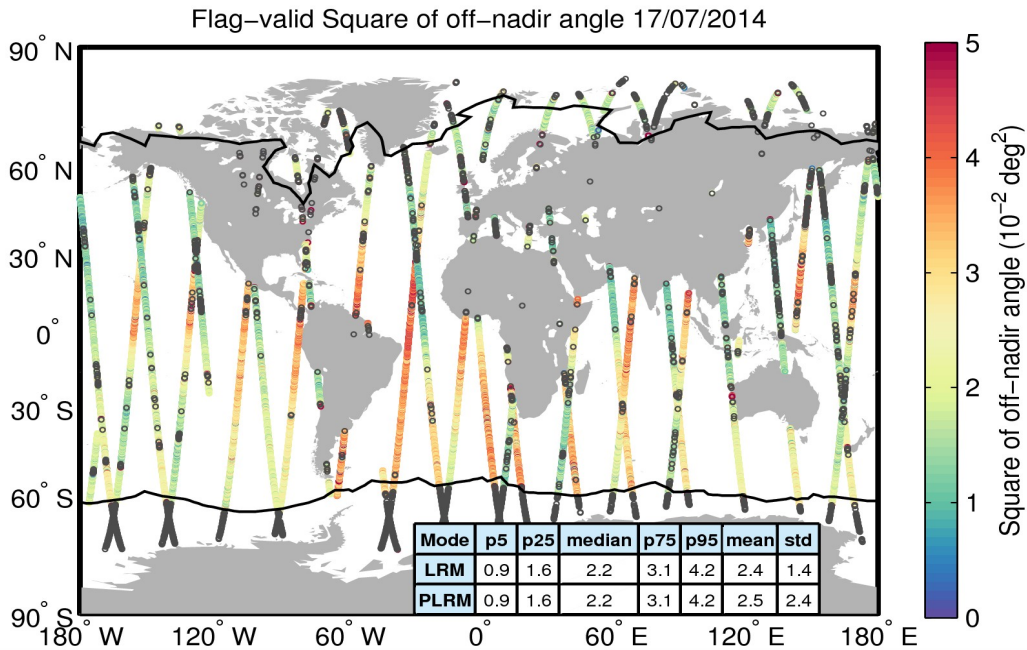 Flag−valid Square of off−nadir angle 17/07/2014
90° N
60° N
30° N
0°
30° S
60° S
90° S
180° W
120° W
60° W
0°
60° E
120° E
180° E
Mode p5 p25 median p75 p95 mean std
LRM 0.9 1.6 2.2 3.1 4.2 2.4 1.4
PLRM 0.9 1.6 2.2 3.1 4.2 2.5 2.4
5
4
3
2
1
0
Square of off−nadir angle (10⁻² deg²)